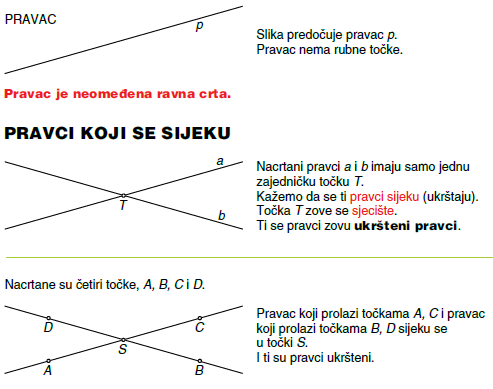 PRAVAC
p
Slika predočuje pravac p.
Pravac nema rubne točke.
Pravac je neomeđena ravna crta.
PRAVCI KOJI SE SIJEKU
a
T
b
Nacrtani pravci a i b imaju samo jednu
zajedničku točku T.
Kažemo da se ti pravci sijeku (ukrštaju).
Točka T zove se sjecište.
Ti se pravci zovu ukršteni pravci.
Nacrtane su četiri točke, A, B, C i D.
D
C
S
A
B
Pravac koji prolazi točkama A, C i pravac
koji prolazi točkama B, D sijeku se
u točki S.
I ti su pravci ukršteni.